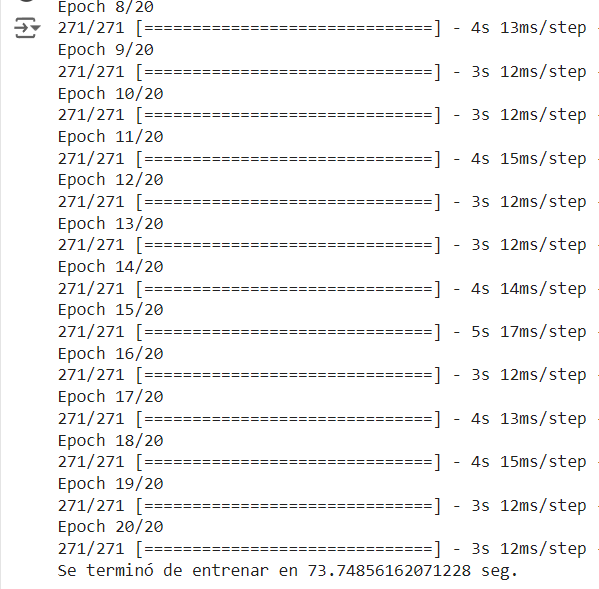 Epoch 8/20
271/271 [==============================] - 4s 13ms/step -
Epoch 9/20
271/271 [==============================] - 3s 12ms/step -
Epoch 10/20
271/271 [==============================] - 3s 12ms/step -
Epoch 11/20
271/271 [==============================] - 4s 15ms/step -
Epoch 12/20
271/271 [==============================] - 3s 12ms/step -
Epoch 13/20
271/271 [==============================] - 3s 12ms/step -
Epoch 14/20
271/271 [==============================] - 4s 14ms/step -
Epoch 15/20
271/271 [==============================] - 5s 17ms/step -
Epoch 16/20
271/271 [==============================] - 3s 12ms/step -
Epoch 17/20
271/271 [==============================] - 4s 13ms/step -
Epoch 18/20
271/271 [==============================] - 4s 15ms/step -
Epoch 19/20
271/271 [==============================] - 3s 12ms/step -
Epoch 20/20
271/271 [==============================] - 3s 12ms/step -
Se terminó de entrenar en 73.74856162071228 seg.